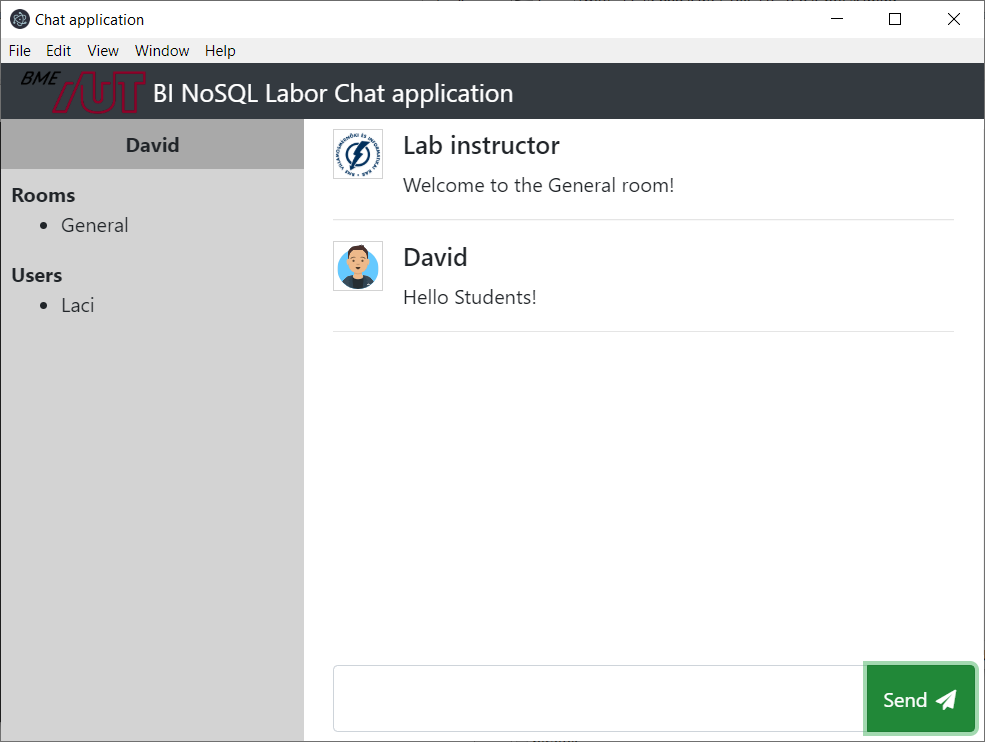 Chat application
File Edit View Window Help
BME AUT BI NoSQL Labor Chat application
David
Rooms
General
Users
Laci
Lab instructor
Welcome to the General room!
David
Hello Students!
Send